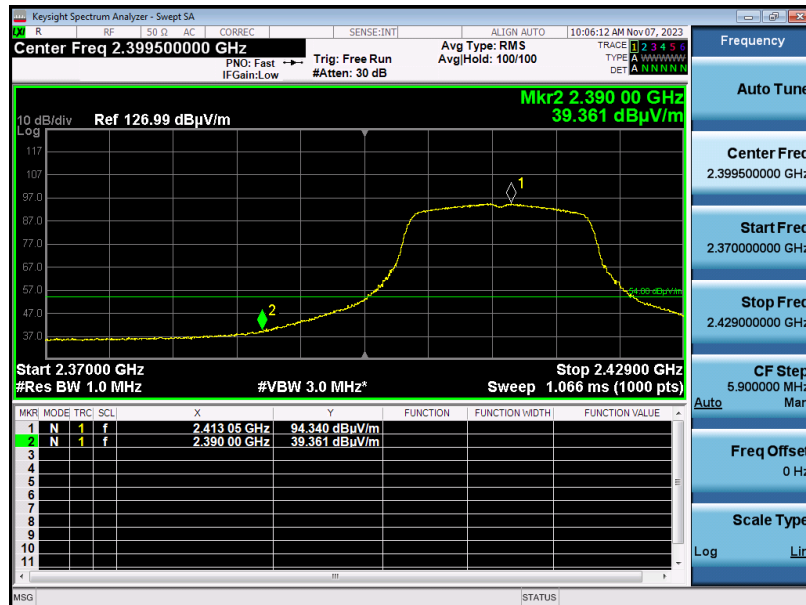 Keysight Spectrum Analyzer - Swept SA
LXI R RF 50 Ω AC CORREC SENSE:INT ALIGN AUTO 10:06:12 AM Nov 07, 2023
Center Freq 2.399500000 GHz
PNO: Fast
IFGain:Low
Trig: Free Run
#Atten: 30 dB
Avg Type: RMS
Avg|Hold: 100/100
TRACE 1 2 3 4 5 6
TYPE A W W W W W
DET A N N N N N
Mkr2 2.390 00 GHz
39.361 dBµV/m
10 dB/div Ref 126.99 dBµV/m
Log
117
107
97.0
87.0
77.0
67.0
57.0
47.0
37.0
1
2
54.00 dBµV/m
Start 2.37000 GHz Stop 2.42900 GHz
#Res BW 1.0 MHz #VBW 3.0 MHz* Sweep 1.066 ms (1000 pts)
MKR MODE TRC SCL X Y FUNCTION FUNCTION WIDTH FUNCTION VALUE
1 N 1 f 2.413 05 GHz 94.340 dBµV/m
2 N 1 f 2.390 00 GHz 39.361 dBµV/m
3
4
5
6
7
8
9
10
11
MSG STATUS
Frequency
Auto Tune
Center Freq
2.399500000 GHz
Start Freq
2.370000000 GHz
Stop Freq
2.429000000 GHz
CF Step
5.900000 MHz
Auto Man
Freq Offset
0 Hz
Scale Type
Log Lin